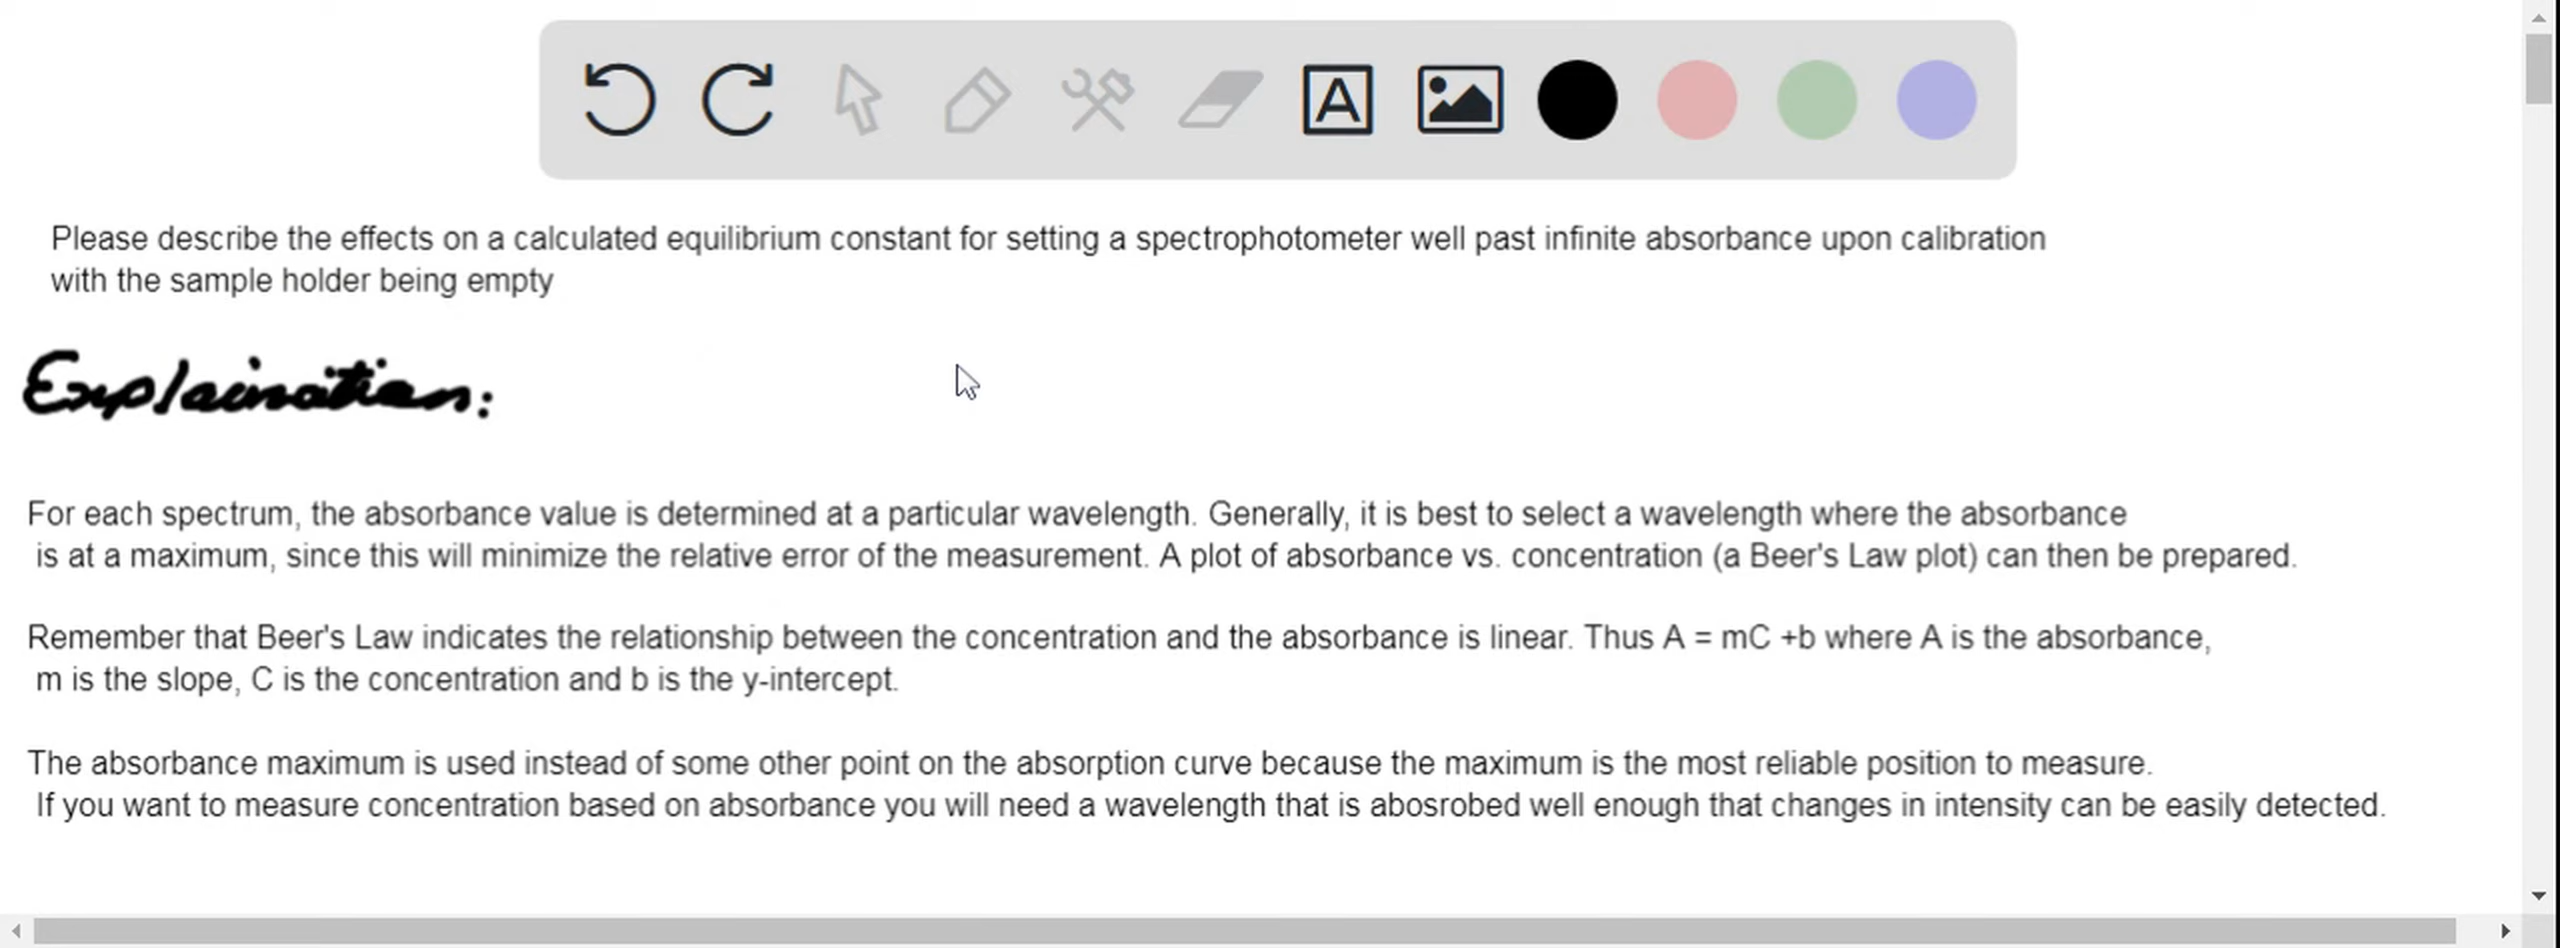 A
Please describe the effects on a calculated equilibrium constant for setting a spectrophotometer well past infinite absorbance upon calibration
with the sample holder being empty
Explaination:
For each spectrum, the absorbance value is determined at a particular wavelength. Generally, it is best to select a wavelength where the absorbance
is at a maximum, since this will minimize the relative error of the measurement. A plot of absorbance vs. concentration (a Beer's Law plot) can then be prepared.
Remember that Beer's Law indicates the relationship between the concentration and the absorbance is linear. Thus A = mC +b where A is the absorbance,
m is the slope, C is the concentration and b is the y-intercept.
The absorbance maximum is used instead of some other point on the absorption curve because the maximum is the most reliable position to measure.
If you want to measure concentration based on absorbance you will need a wavelength that is abosrobed well enough that changes in intensity can be easily detected.